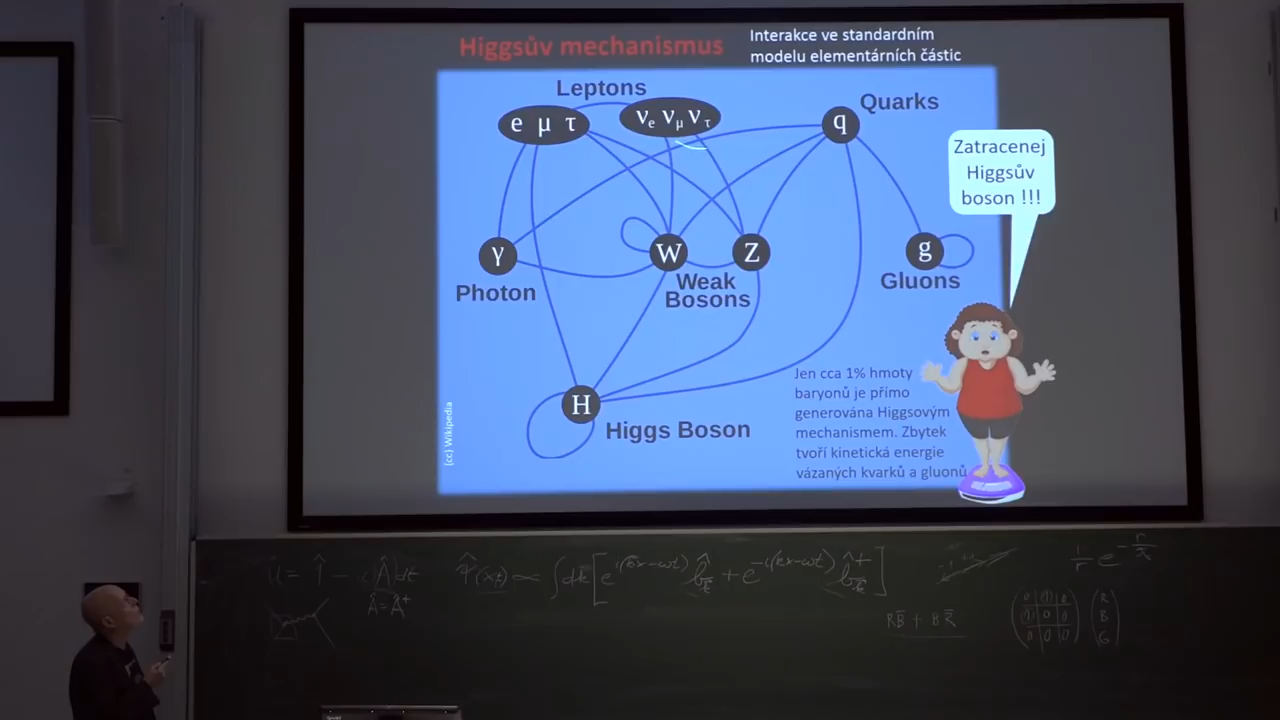 Higgsův mechanismus
Interakce ve standardním
modelu elementárních částic
Leptons
e μ τ
νe νμ ντ
q
Quarks
Zatracenej
Higgsův
boson !!!
γ
Photon
W
Z
Weak
Bosons
g
Gluons
H
Higgs Boson
Jen cca 1% hmoty
baryonů je přímo
generována Higgsovým
mechanismem. Zbytek
tvoří kinetická energie
vázaných kvarků a gluonů
(cc) Wikipedia
Â = Â⁺
RB̅ + BR̅
R
B
G